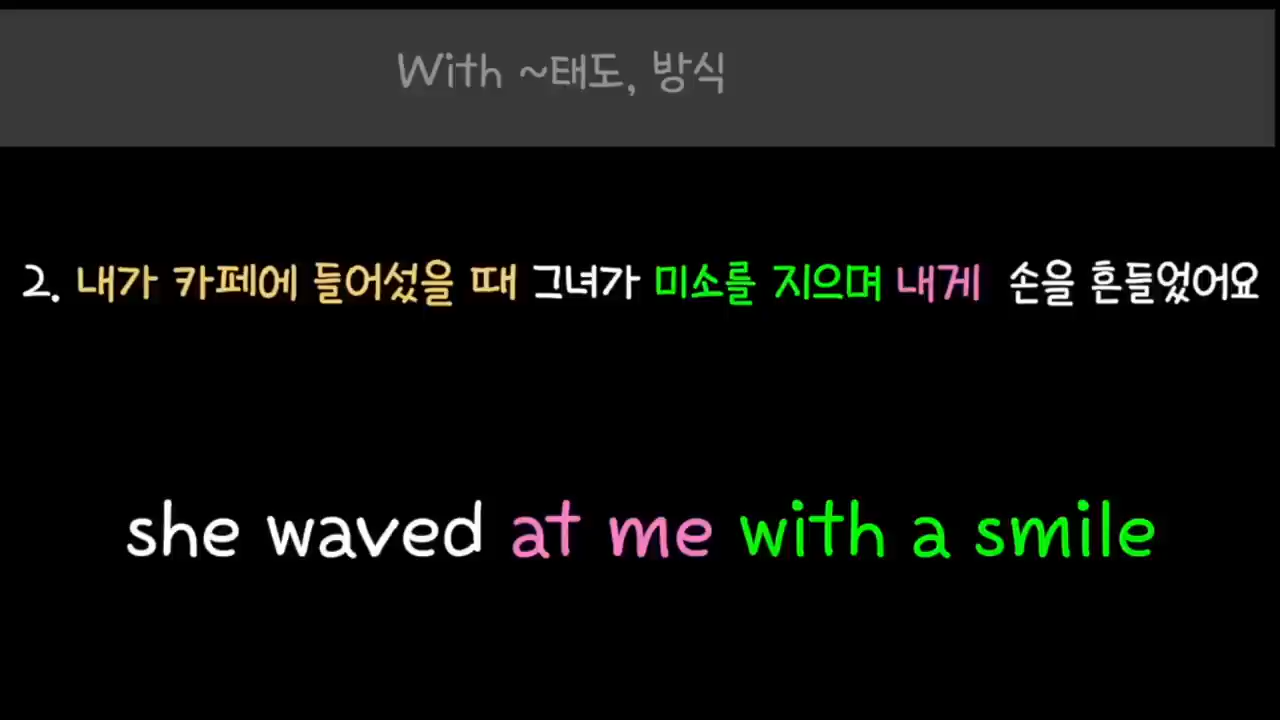 With ~태도, 방식
2. 내가 카페에 들어섰을 때 그녀가 미소를 지으며 내게 손을 흔들었어요
she waved at me with a smile